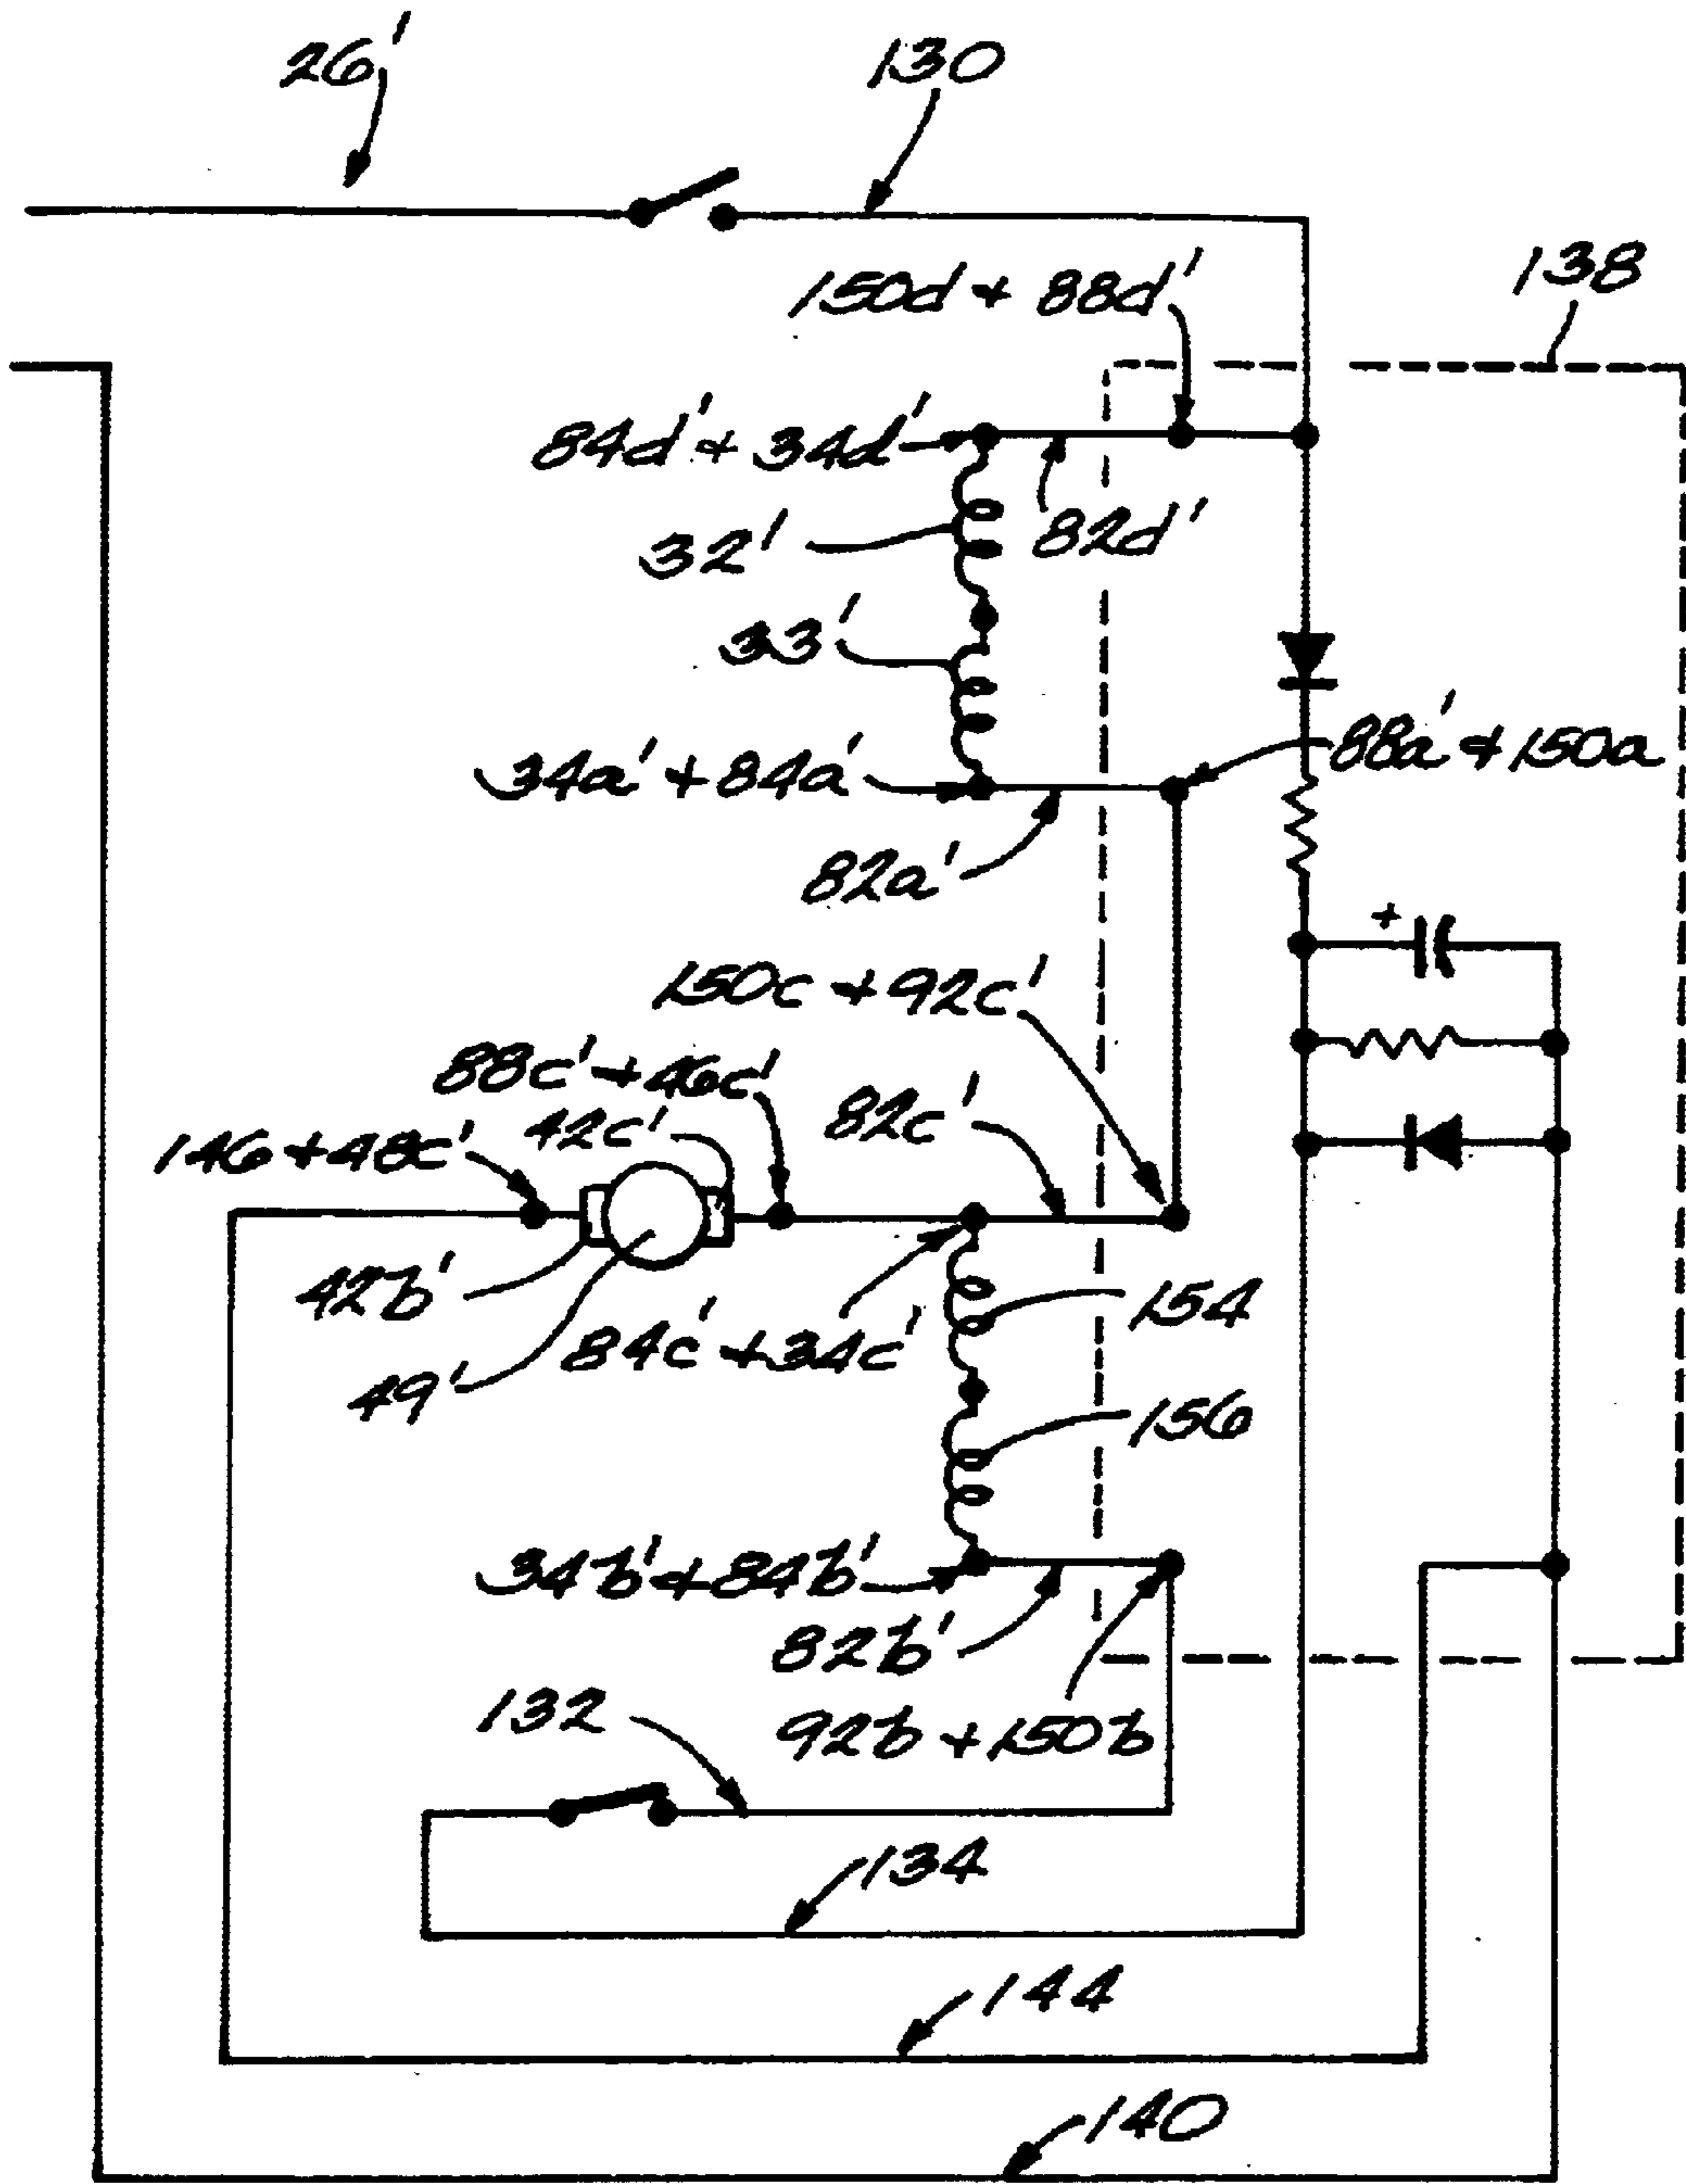 26'
130
150d + 88d'
138
84d' + 34d'
32'
82d'
33'
88a' + 150a
34a' + 84a'
82a'
+
150c + 92c'
88c' + 46c'
42c'
82c'
146 + 48c'
42b'
84c' + 34c'
154
49'
156
34b' + 84b'
82b'
132
92b + 150b
134
144
140